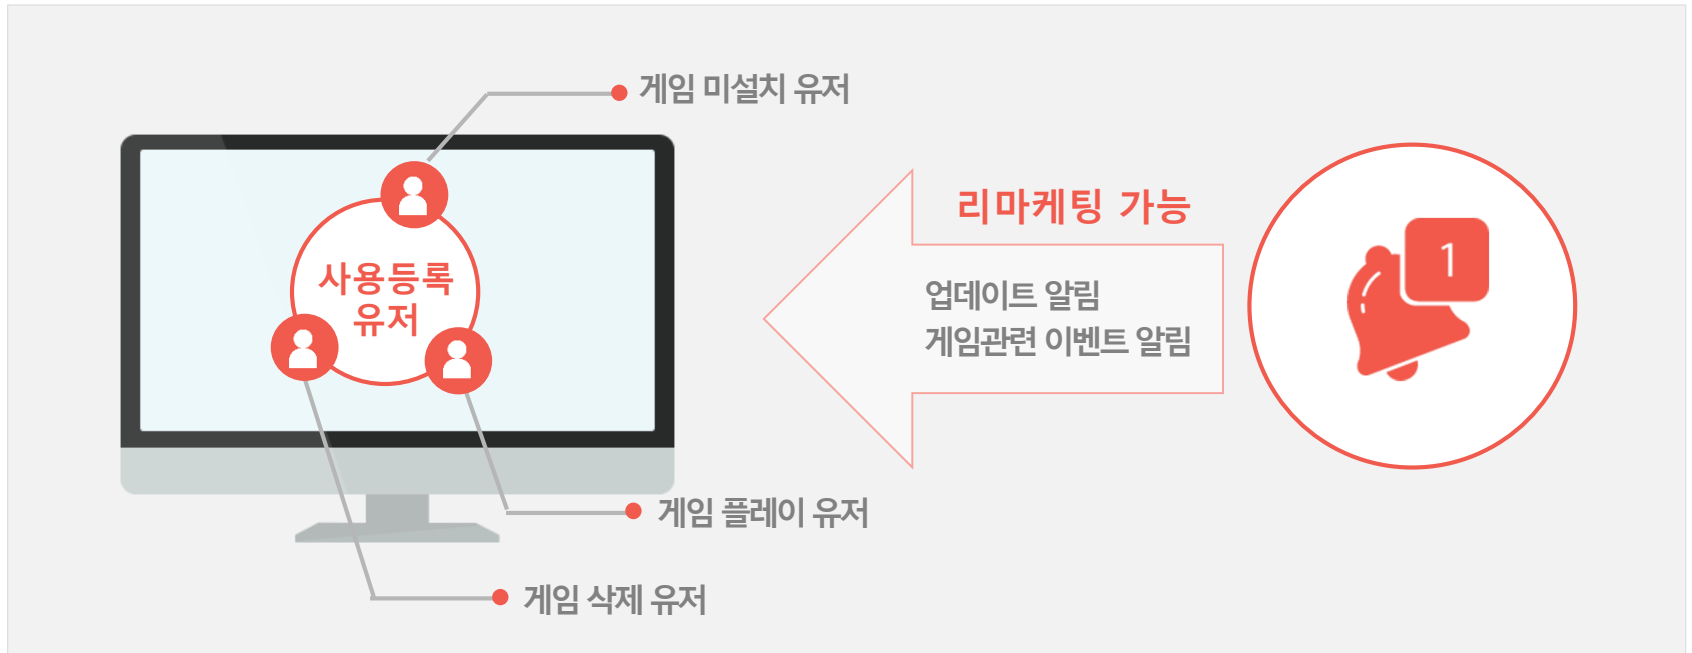 게임 미설치 유저
리마케팅 가능
1
사용등록
유저
업데이트 알림
게임관련 이벤트 알림
게임 플레이 유저
게임 삭제 유저